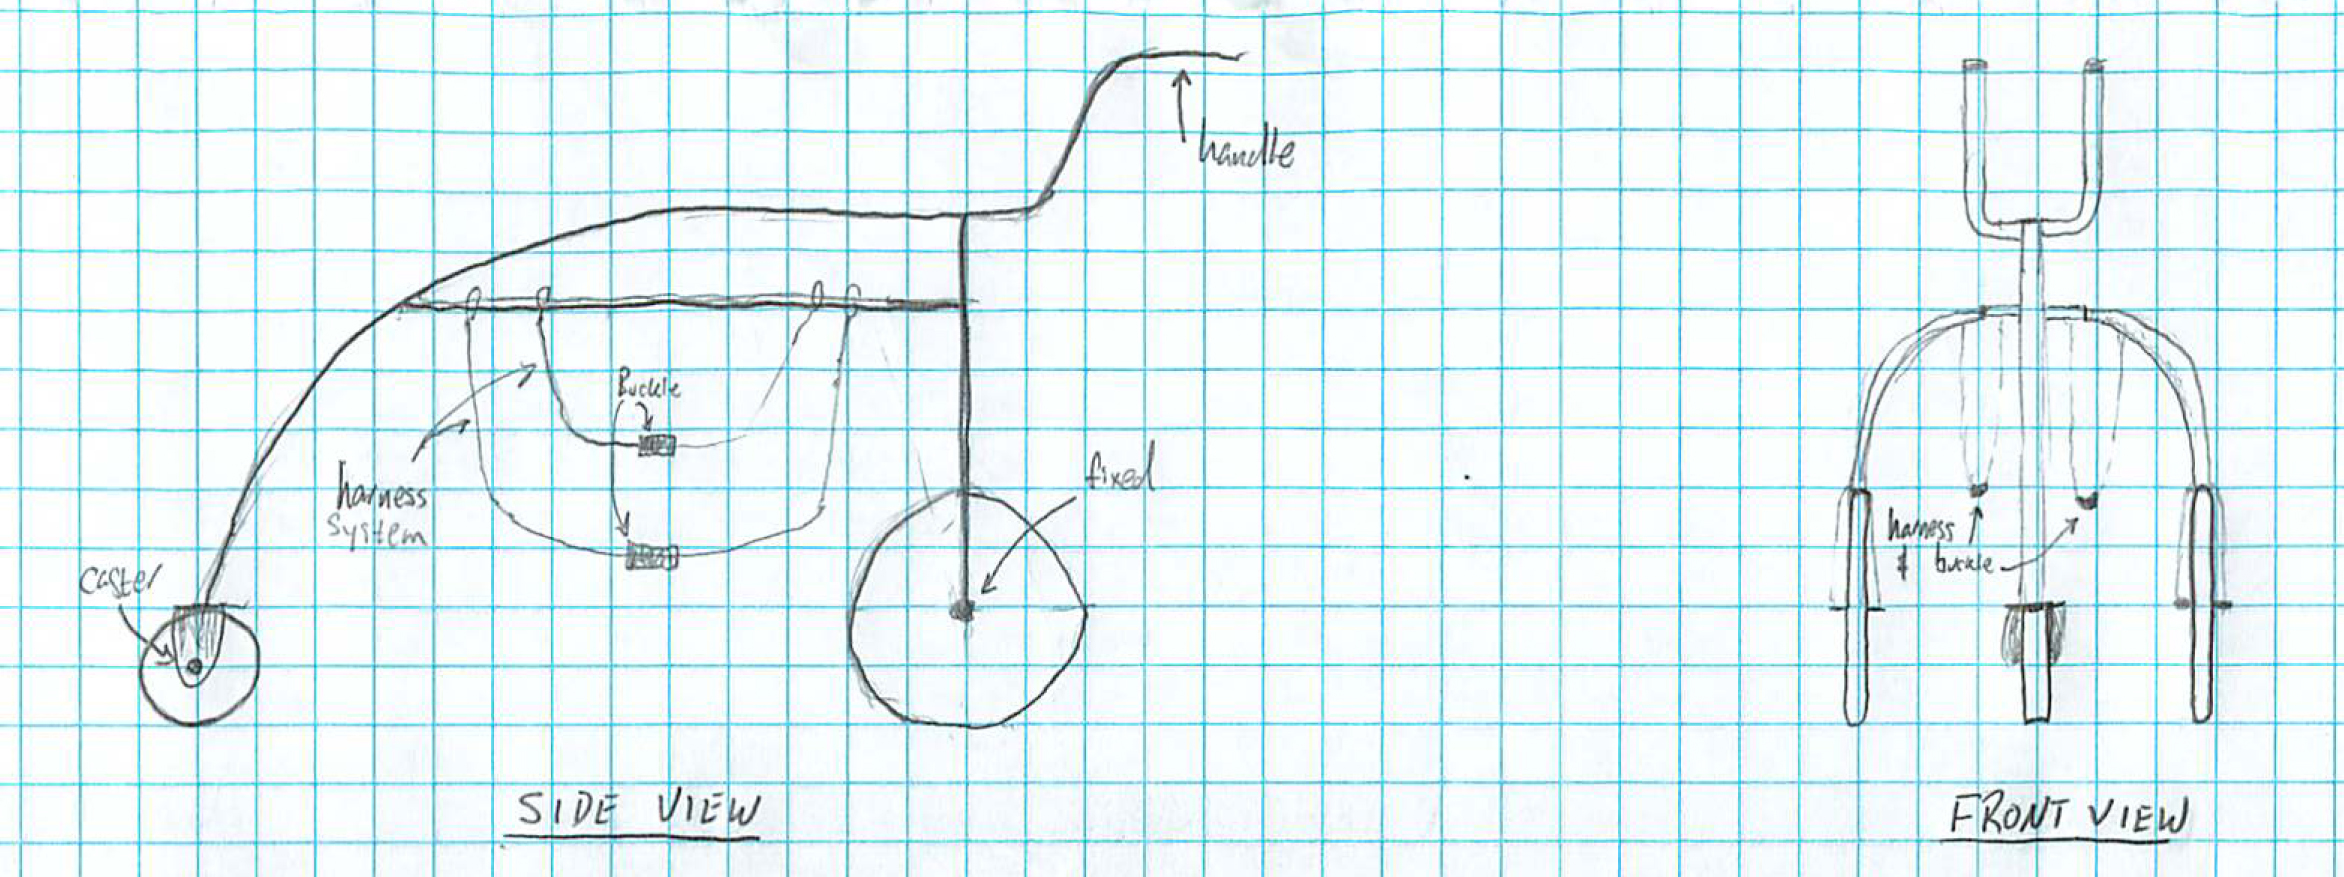 handle
Buckle
harness
system
fixed
caster
harness
& buckle
SIDE VIEW
FRONT VIEW